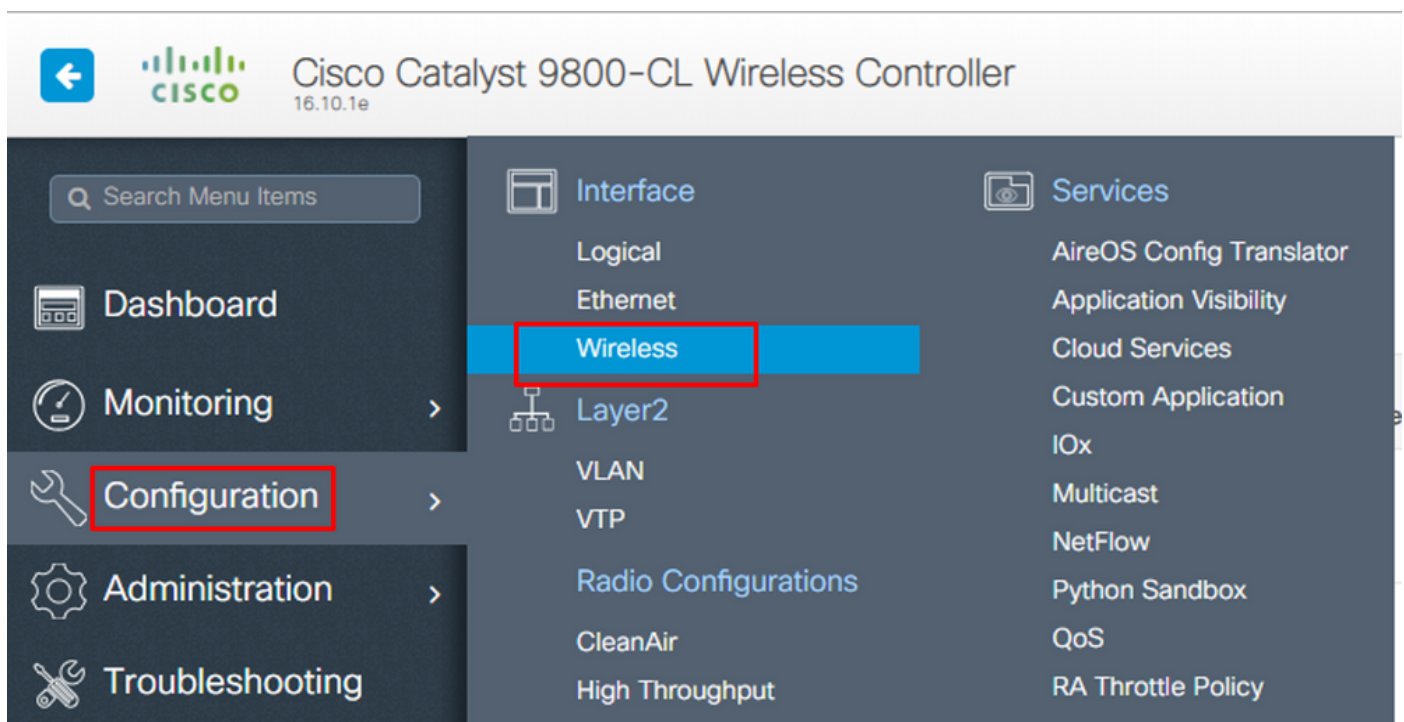 CISCO
Cisco Catalyst 9800-CL Wireless Controller
16.10.1e
Search Menu Items
Dashboard
Monitoring
Configuration
Administration
Troubleshooting
Interface
Logical
Ethernet
Wireless
Layer2
VLAN
VTP
Radio Configurations
CleanAir
High Throughput
Services
AireOS Config Translator
Application Visibility
Cloud Services
Custom Application
IOx
Multicast
NetFlow
Python Sandbox
QoS
RA Throttle Policy